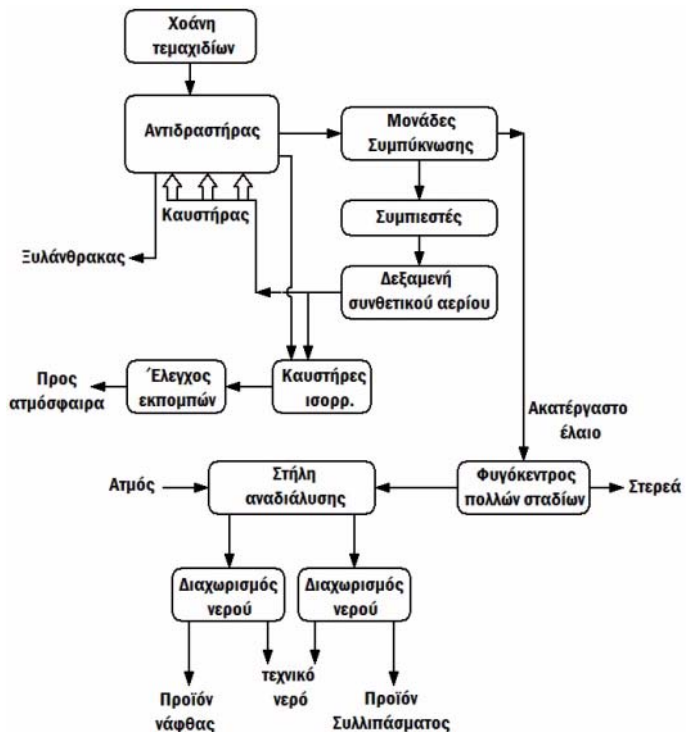 Χοάνη
τεμαχιδίων
Αντιδραστήρας
Μονάδες
Συμπύκνωσης
Καυστήρας
Συμπιεστές
Ξυλάνθρακας
Δεξαμενή
συνθετικού αερίου
Προς
ατμόσφαιρα
Έλεγχος
εκπομπών
Καυστήρες
ισορρ.
Ακατέργαστο
έλαιο
Ατμός
Στήλη
αναδιάλυσης
Φυγόκεντρος
πολλών σταδίων
Στερεά
Διαχωρισμός
νερού
Διαχωρισμός
νερού
τεχνικό
νερό
Προϊόν
νάφθας
Προϊόν
Συλλιπάσματος